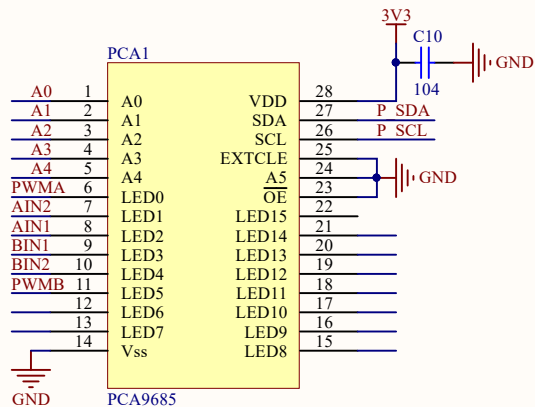 3V3
C10
GND
104
PCA1
A0 1 A0 VDD 28
A1 2 A1 SDA 27 P_SDA
A2 3 A2 SCL 26 P_SCL
A3 4 A3 EXTCLE 25
A4 5 A4 A5 24 GND
PWMA 6 LED0 OE 23
AIN2 7 LED1 LED15 22
AIN1 8 LED2 LED14 21
BIN1 9 LED3 LED13 20
BIN2 10 LED4 LED12 19
PWMB 11 LED5 LED11 18
12 LED6 LED10 17
13 LED7 LED9 16
14 Vss LED8 15
GND
PCA9685